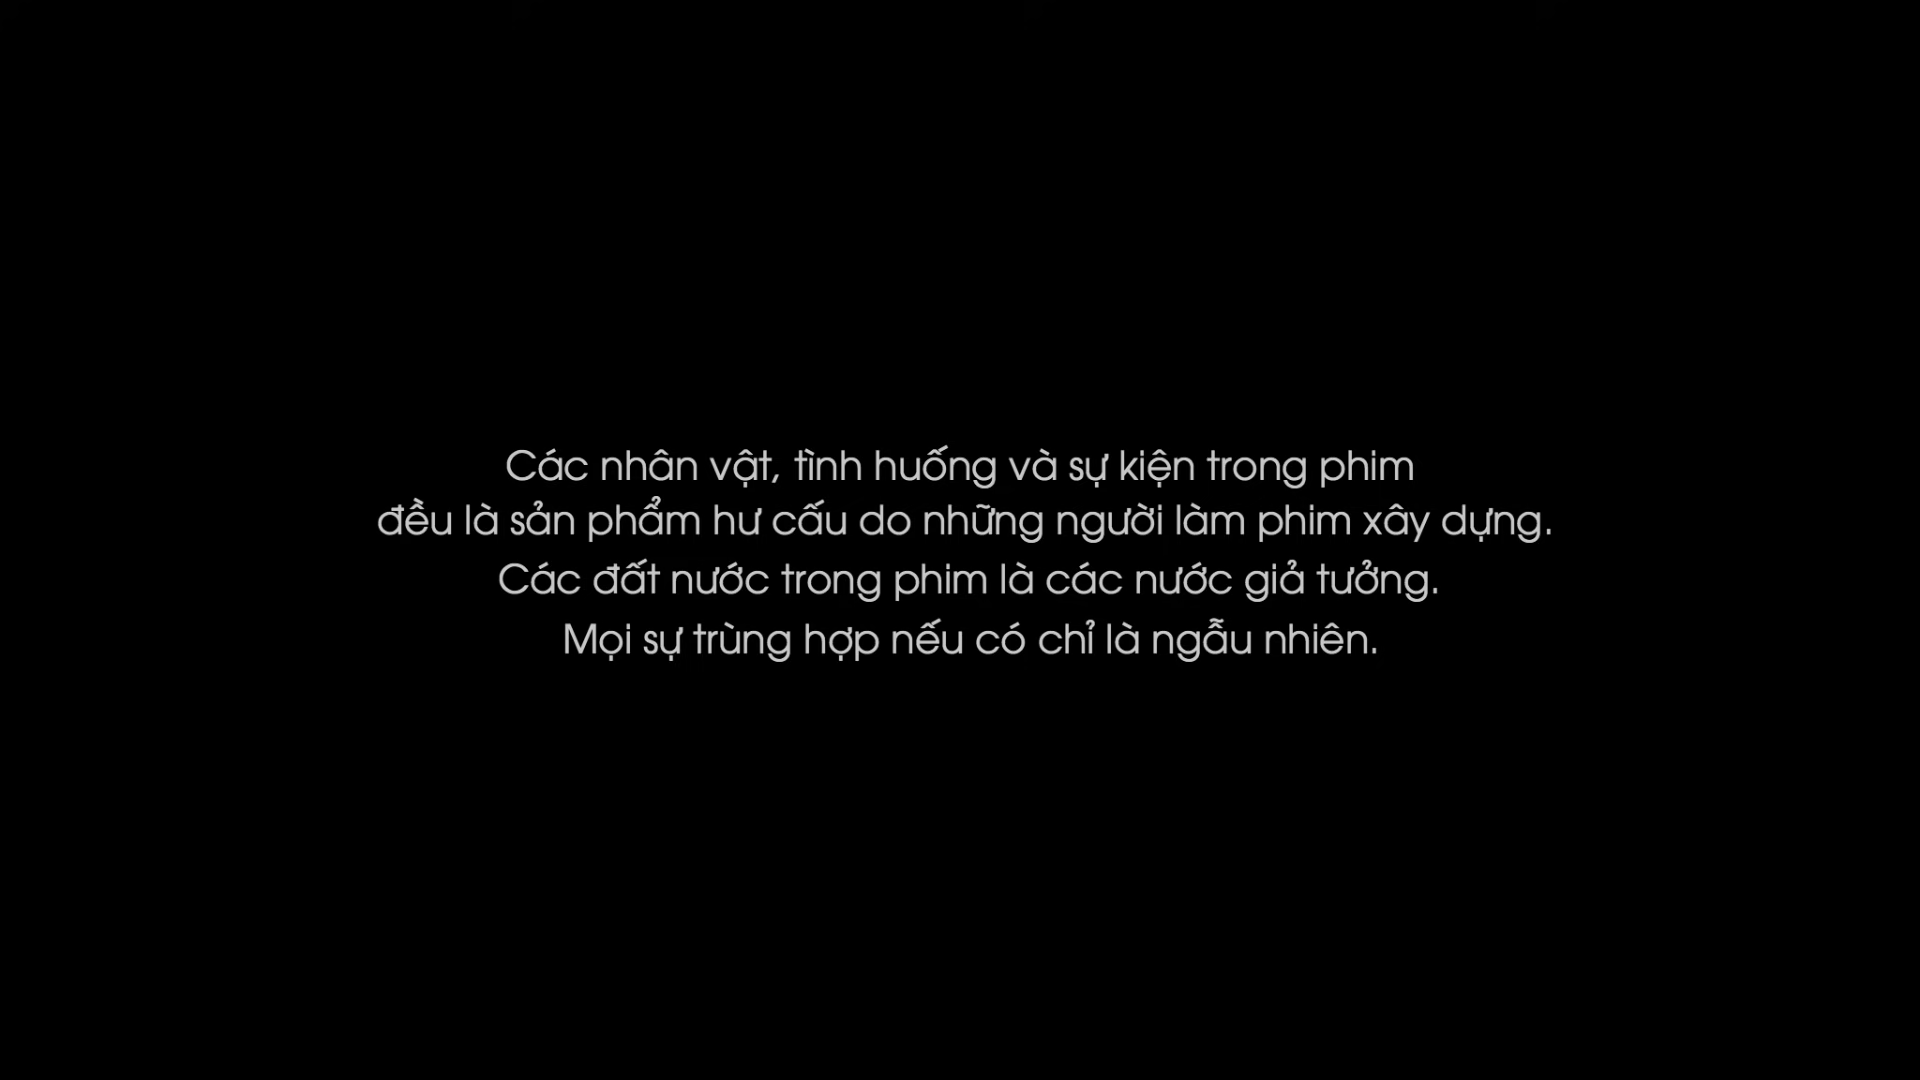 Các nhân vật, tình huống và sự kiện trong phim
đều là sản phẩm hư cấu do những người làm phim xây dựng.
Các đất nước trong phim là các nước giả tưởng.
Mọi sự trùng hợp nếu có chỉ là ngẫu nhiên.